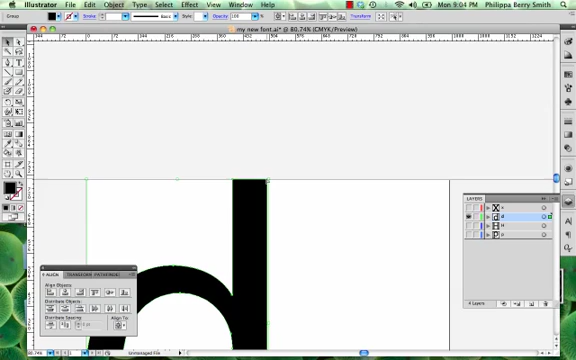 Illustrator File Edit Object Type Select Effect View Window Help Mon 9:04 PM Philippa Berry Smith
Group Stroke: Basic Style: Opacity: 100 Transform
my new font.ai* @ 80.74% (CMYK/Preview)
LAYERS
x
d
H
P
4 Layers
ALIGN TRANSFORM PATHFINDER
Align Objects:
Distribute Objects:
Distribute Spacing: Align To:
80.74% 1 Unmanaged File